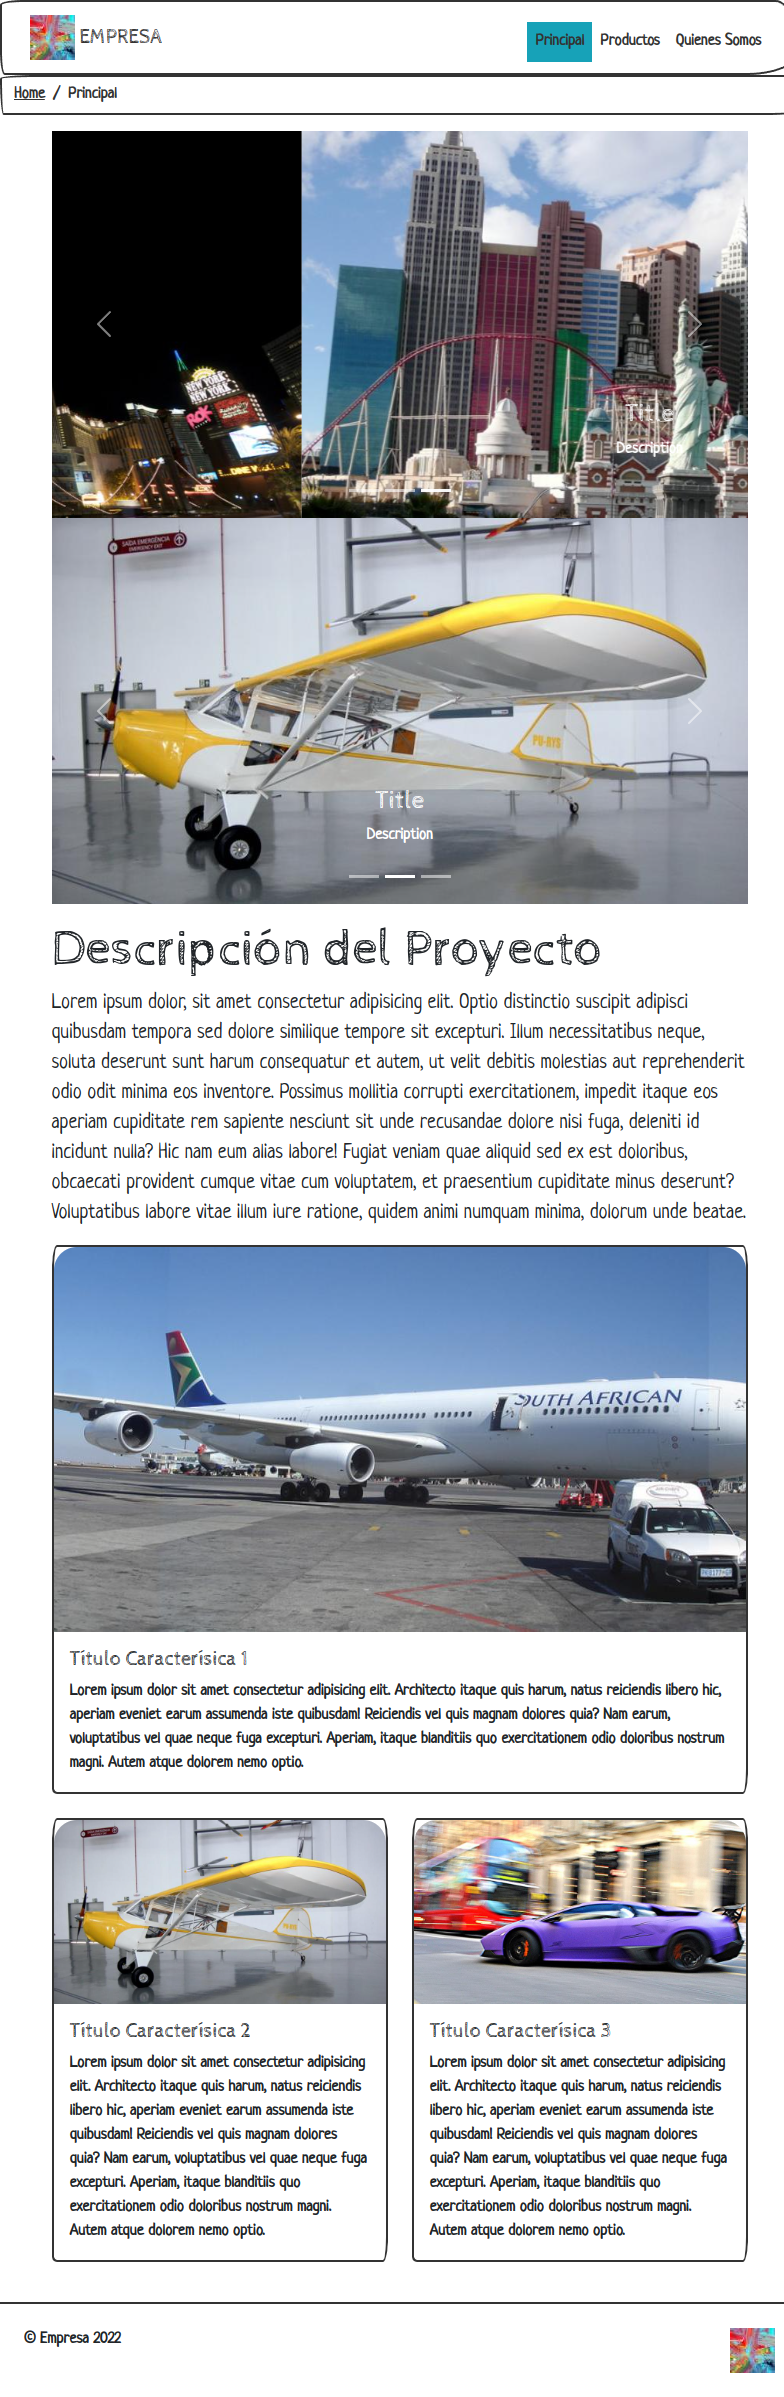 EMPRESA
Principal Productos Quienes Somos
Home / Principal
NEW YORK
NEW YORK
ROK
Title
Description
SAÍDA EMERGÊNCIA
EMERGENCY EXIT
PU-RYS
Title
Description
Descripción del Proyecto
Lorem ipsum dolor, sit amet consectetur adipisicing elit. Optio distinctio suscipit adipisci
quibusdam tempora sed dolore similique tempore sit excepturi. Illum necessitatibus neque,
soluta deserunt sunt harum consequatur et autem, ut velit debitis molestias aut reprehenderit
odio odit minima eos inventore. Possimus mollitia corrupti exercitationem, impedit itaque eos
aperiam cupiditate rem sapiente nesciunt sit unde recusandae dolore nisi fuga, deleniti id
incidunt nulla? Hic nam eum alias labore! Fugiat veniam quae aliquid sed ex est doloribus,
obcaecati provident cumque vitae cum voluptatem, et praesentium cupiditate minus deserunt?
Voluptatibus labore vitae illum iure ratione, quidem animi numquam minima, dolorum unde beatae.
SOUTH AFRICAN
Título Caracterísica 1
Lorem ipsum dolor sit amet consectetur adipisicing elit. Architecto itaque quis harum, natus reiciendis libero hic,
aperiam eveniet earum assumenda iste quibusdam! Reiciendis vel quis magnam dolores quia? Nam earum,
voluptatibus vel quae neque fuga excepturi. Aperiam, itaque blanditiis quo exercitationem odio doloribus nostrum
magni. Autem atque dolorem nemo optio.
Título Caracterísica 2
Lorem ipsum dolor sit amet consectetur adipisicing
elit. Architecto itaque quis harum, natus reiciendis
libero hic, aperiam eveniet earum assumenda iste
quibusdam! Reiciendis vel quis magnam dolores
quia? Nam earum, voluptatibus vel quae neque fuga
excepturi. Aperiam, itaque blanditiis quo
exercitationem odio doloribus nostrum magni.
Autem atque dolorem nemo optio.
Título Caracterísica 3
Lorem ipsum dolor sit amet consectetur adipisicing
elit. Architecto itaque quis harum, natus reiciendis
libero hic, aperiam eveniet earum assumenda iste
quibusdam! Reiciendis vel quis magnam dolores
quia? Nam earum, voluptatibus vel quae neque fuga
excepturi. Aperiam, itaque blanditiis quo
exercitationem odio doloribus nostrum magni.
Autem atque dolorem nemo optio.
© Empresa 2022